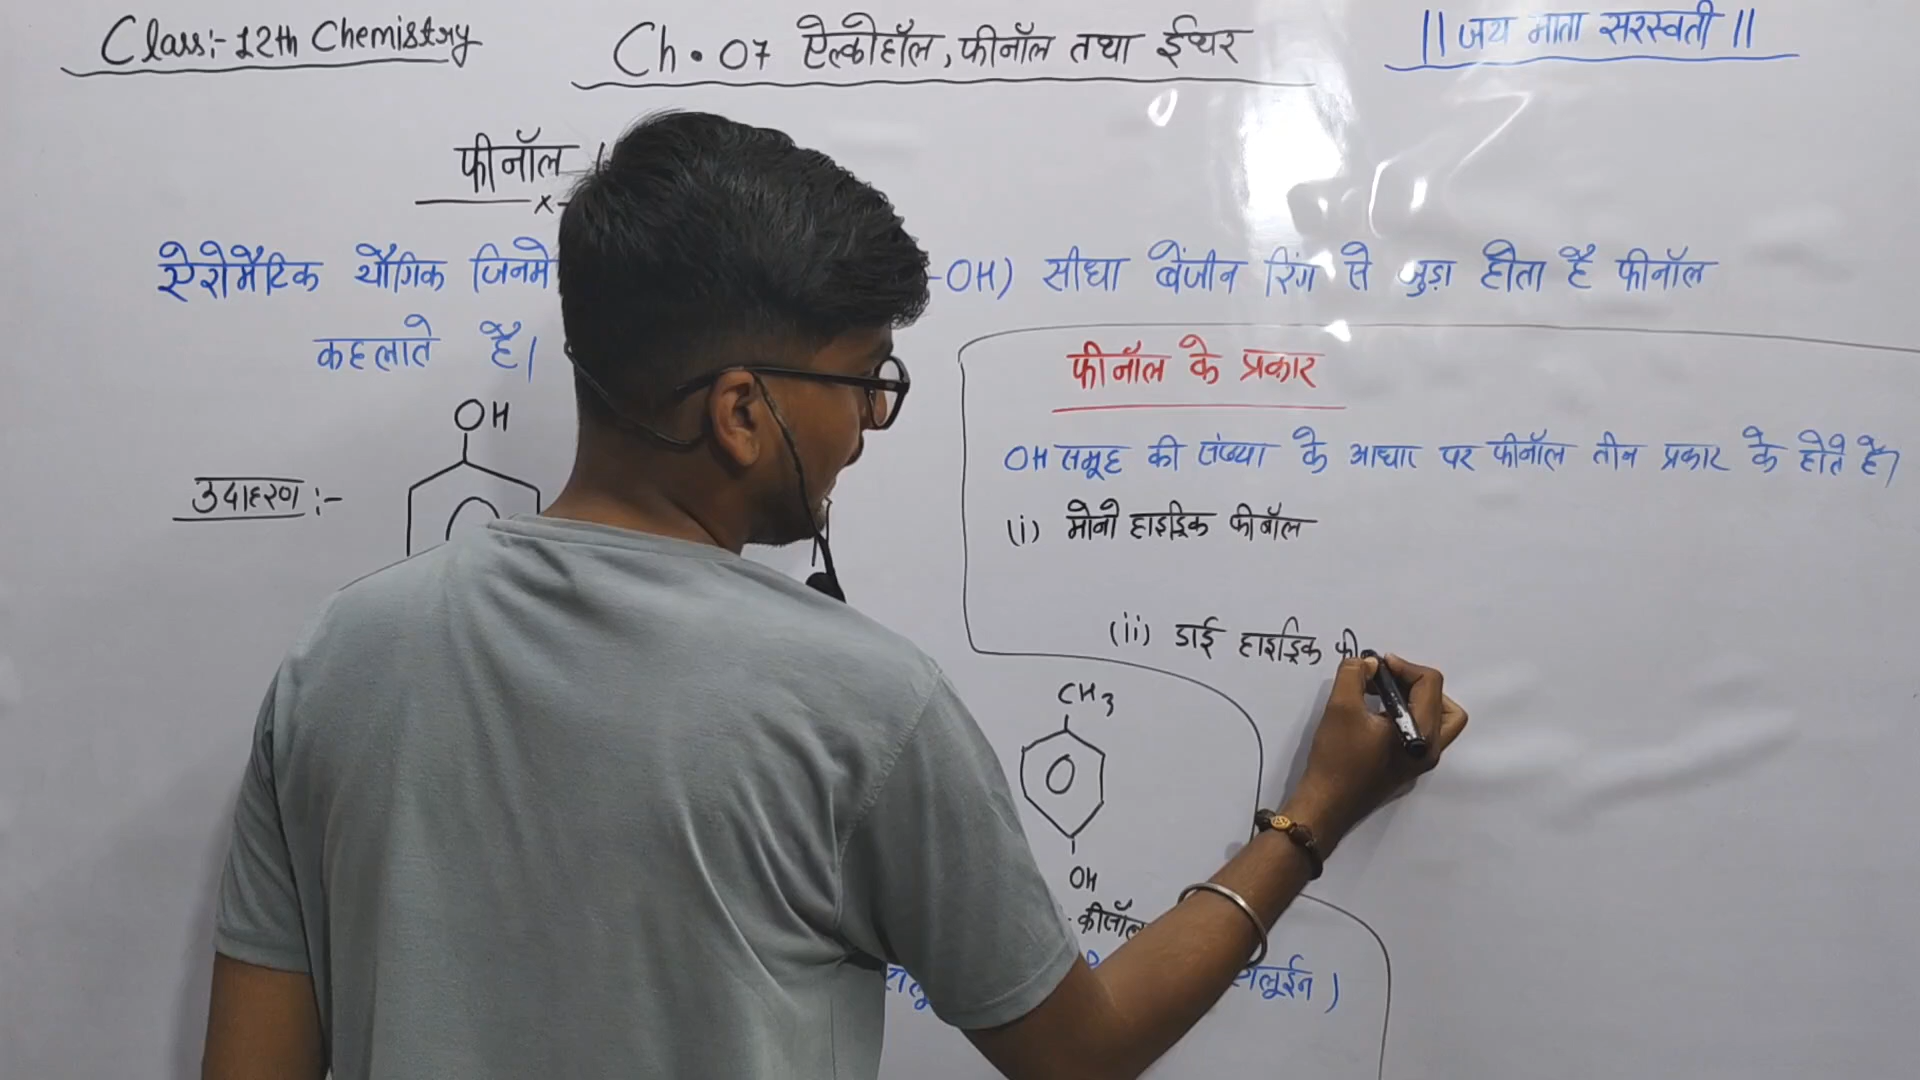 Class:- 12th Chemistry
Ch. 07 ऐल्कोहॉल, फीनॉल तथा ईथर
|| जय माता सरस्वती ||
फीनॉल
ऐरोमैटिक यौगिक जिनमे -OH) सीधा बेंजीन रिंग से जुड़ा होता है फीनॉल
कहलाते है।
फीनॉल के प्रकार
OH समूह की संख्या के आधार पर फीनॉल तीन प्रकार के होते है।
OH
उदाहरण :-
(i) मोनो हाइड्रिक फीनॉल
(ii) डाई हाइड्रिक फी
CH3
OH